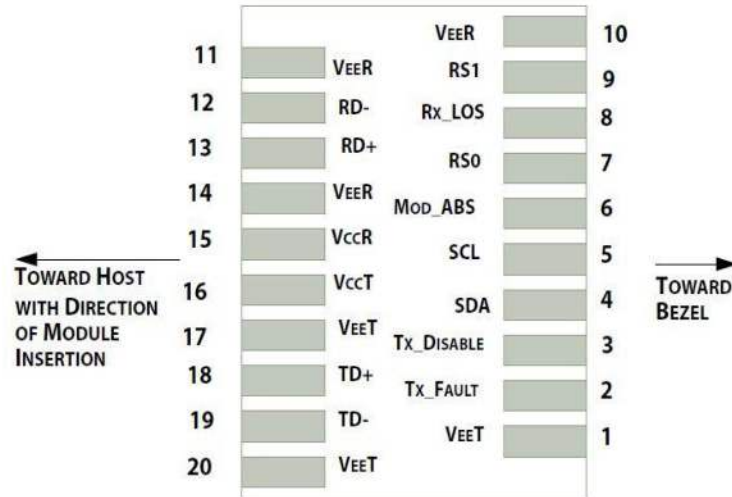 VEER 10
11 VEER
RS1 9
12 RD-
RX_LOS 8
13 RD+
RS0 7
14 VEER
MOD_ABS 6
15 VCCR
SCL 5
16 VCCT
SDA 4
17 VEET
TX_DISABLE 3
18 TD+
TX_FAULT 2
19 TD-
VEET 1
20 VEET
TOWARD HOST
WITH DIRECTION
OF MODULE
INSERTION
TOWARD
BEZEL